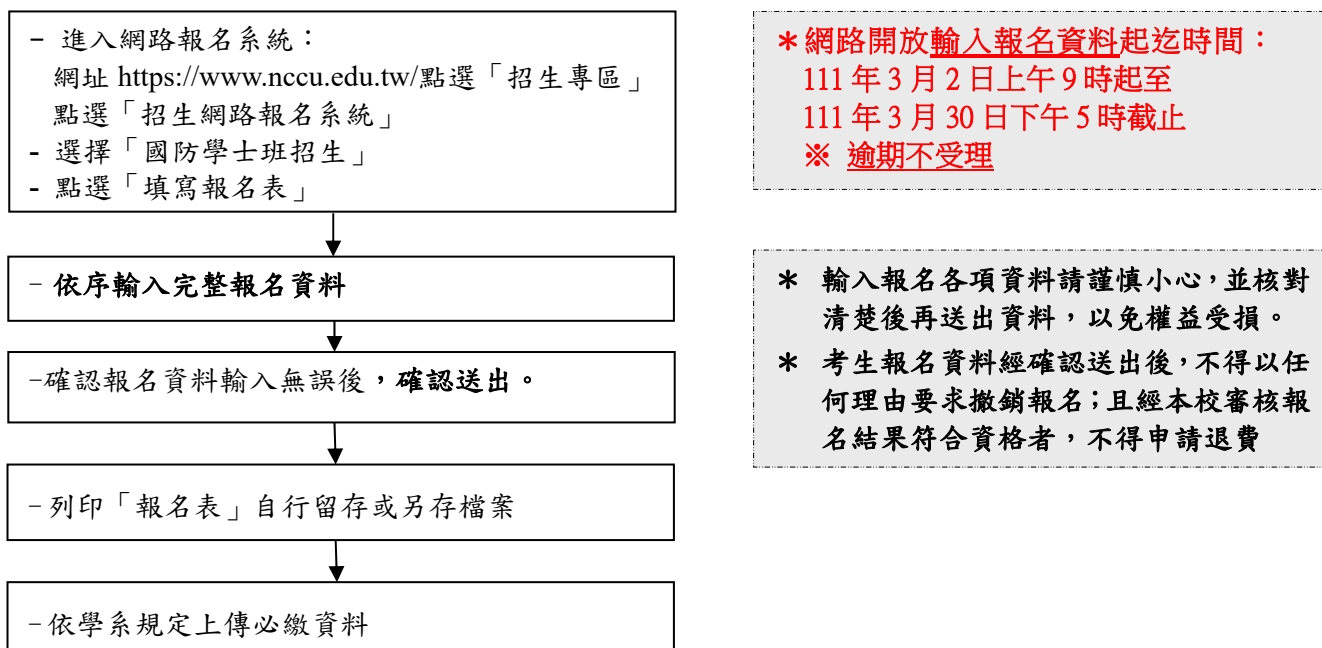 - 進入網路報名系統：
網址 https://www.nccu.edu.tw/點選「招生專區」
點選「招生網路報名系統」
- 選擇「國防學士班招生」
- 點選「填寫報名表」
＊網路開放輸入報名資料起迄時間：
111 年 3 月 2 日上午 9 時起至
111 年 3 月 30 日下午 5 時截止
※ 逾期不受理
- 依序輸入完整報名資料
-確認報名資料輸入無誤後，確認送出。
＊ 輸入報名各項資料請謹慎小心，並核對
清楚後再送出資料，以免權益受損。
＊ 考生報名資料經確認送出後，不得以任
何理由要求撤銷報名；且經本校審核報
名結果符合資格者，不得申請退費
-列印「報名表」自行留存或另存檔案
-依學系規定上傳必繳資料